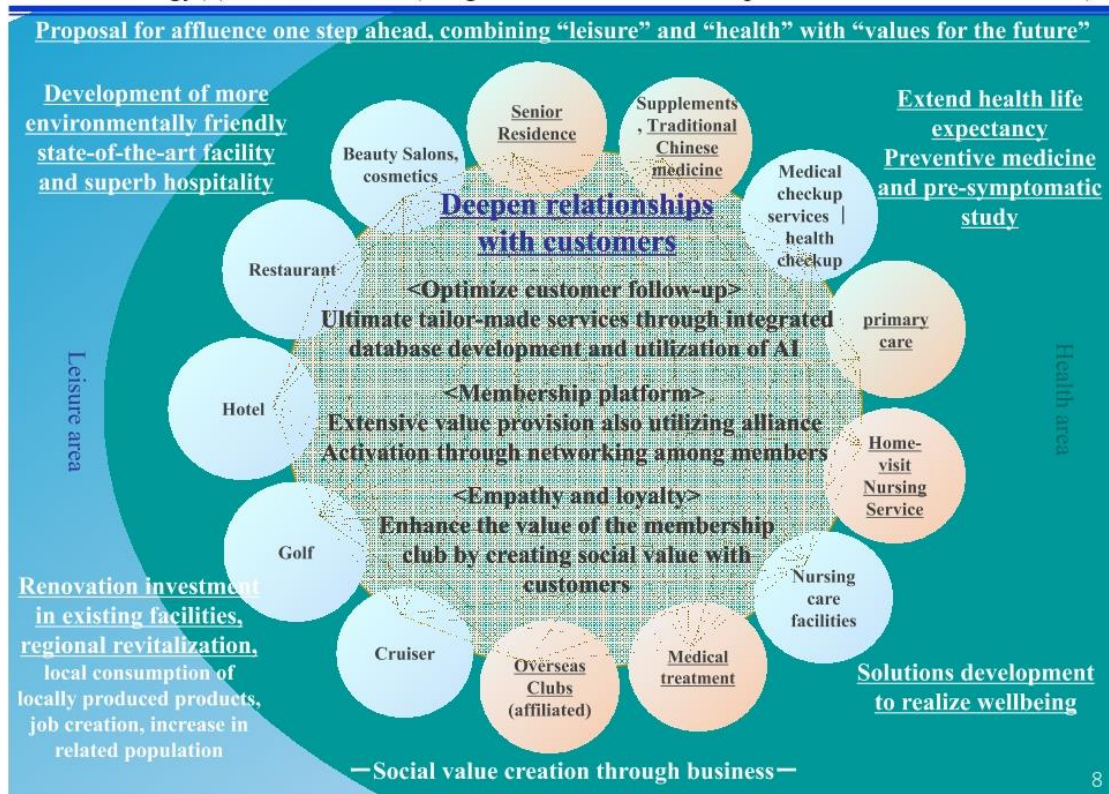 Proposal for affluence one step ahead, combining “leisure” and “health” with “values for the future”
Development of more
environmentally friendly
state-of-the-art facility
and superb hospitality
Extend health life
expectancy
Preventive medicine
and pre-symptomatic
study
Senior
Residence
Supplements
, Traditional
Chinese
medicine
Beauty Salons,
cosmetics
Medical
checkup
services |
health
checkup
Restaurant
primary
care
Hotel
Home-
visit
Nursing
Service
Golf
Nursing
care
facilities
Cruiser
Overseas
Clubs
(affiliated)
Medical
treatment
Deepen relationships
with customers
<Optimize customer follow-up>
Ultimate tailor-made services through integrated
database development and utilization of AI
<Membership platform>
Extensive value provision also utilizing alliance
Activation through networking among members
<Empathy and loyalty>
Enhance the value of the membership
club by creating social value with
customers
Leisure area
Health area
Renovation investment
in existing facilities,
regional revitalization,
local consumption of
locally produced products,
job creation, increase in
related population
Solutions development
to realize wellbeing
—Social value creation through business—
8